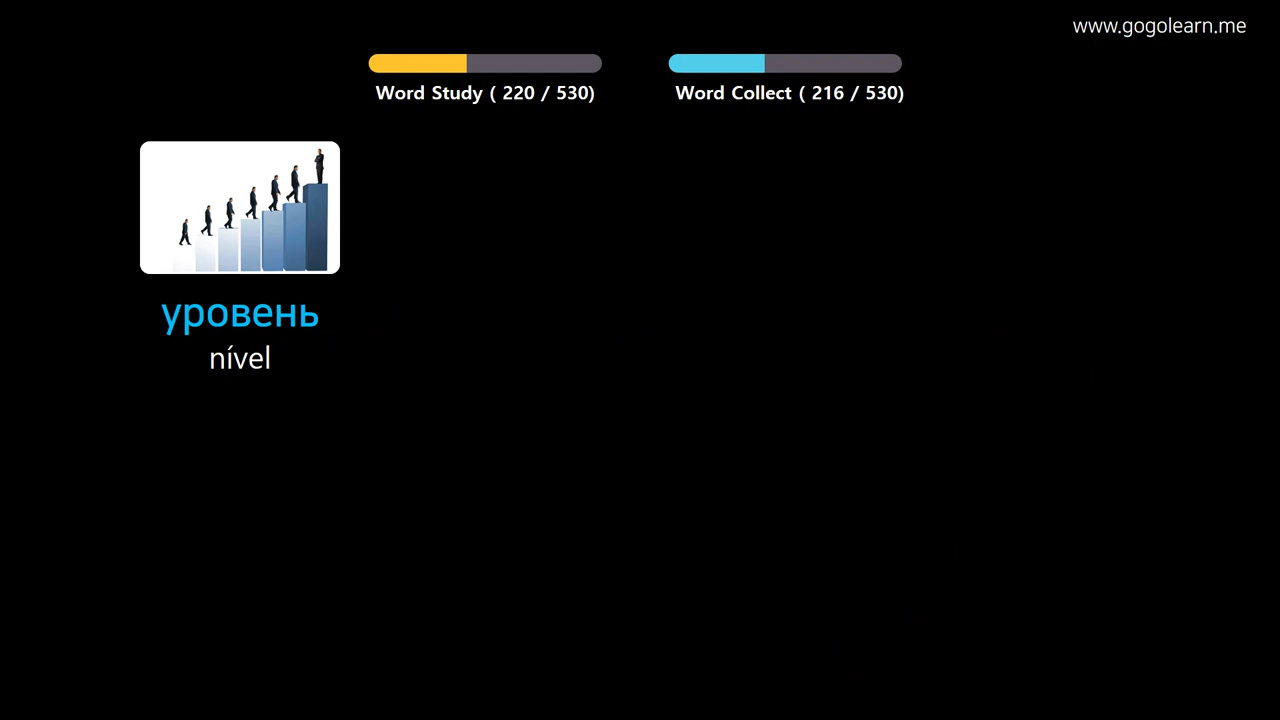 www.gogolearn.me
Word Study ( 220 / 530)
Word Collect ( 216 / 530)
уровень
nível